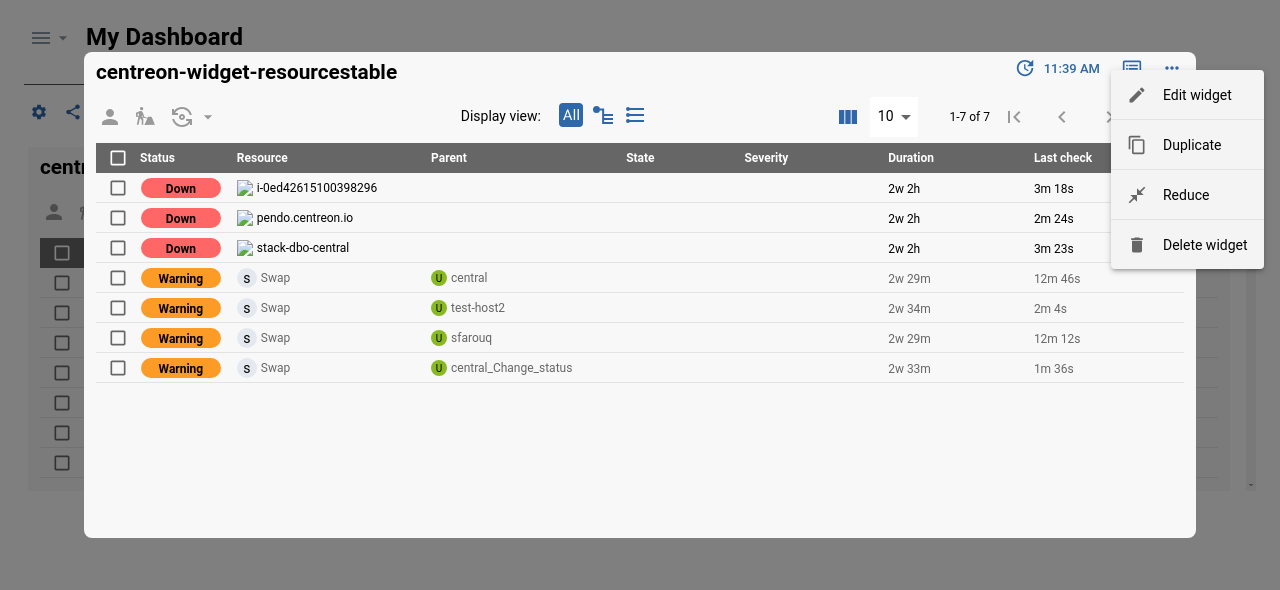 My Dashboard
centreon-widget-resourcestable
11:39 AM
Display view: All
10
1-7 of 7
Edit widget
Duplicate
Reduce
Delete widget
Status Resource Parent State Severity Duration Last check
Down i-0ed42615100398296 2w 2h 3m 18s
Down pendo.centreon.io 2w 2h 2m 24s
Down stack-dbo-central 2w 2h 3m 23s
Warning S Swap U central 2w 29m 12m 46s
Warning S Swap U test-host2 2w 34m 2m 4s
Warning S Swap U sfarouq 2w 29m 12m 12s
Warning S Swap U central_Change_status 2w 33m 1m 36s
centr